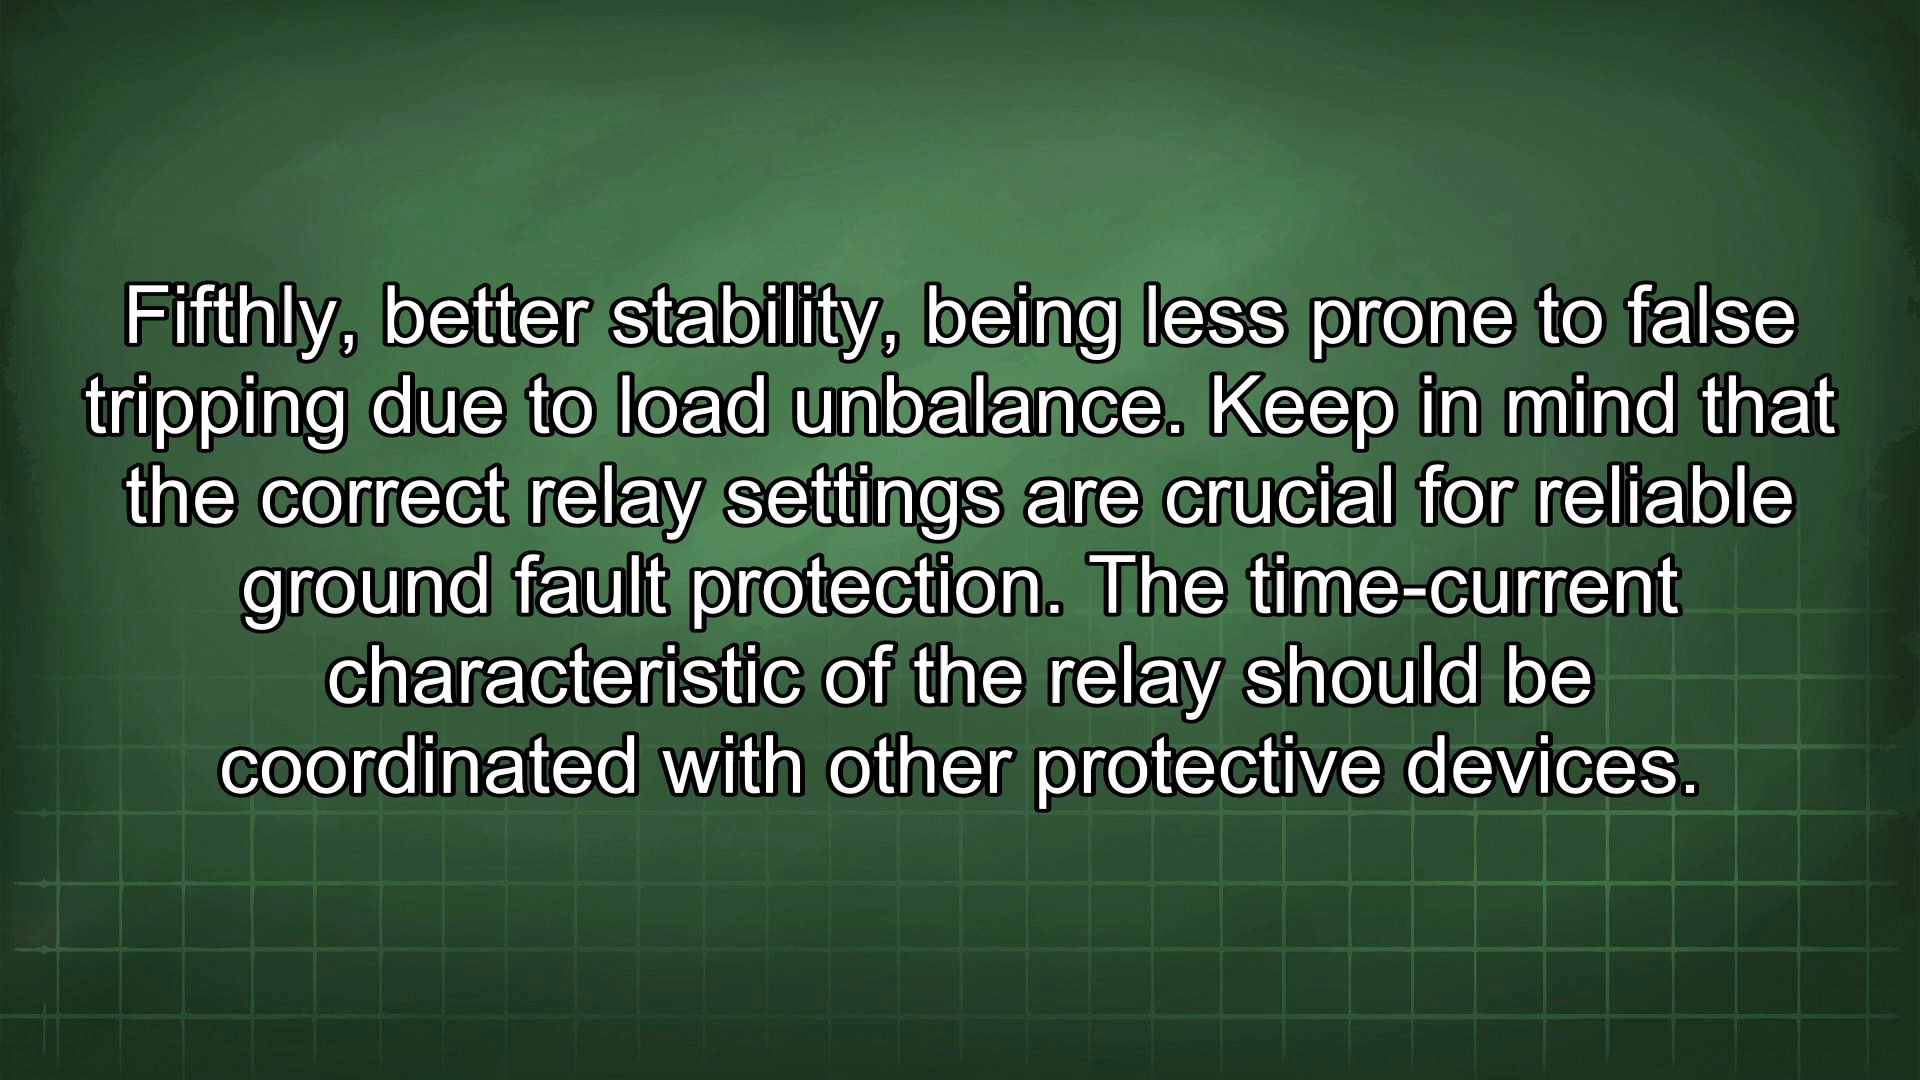 Fifthly, better stability, being less prone to false
tripping due to load unbalance. Keep in mind that
the correct relay settings are crucial for reliable
ground fault protection. The time-current
characteristic of the relay should be
coordinated with other protective devices.